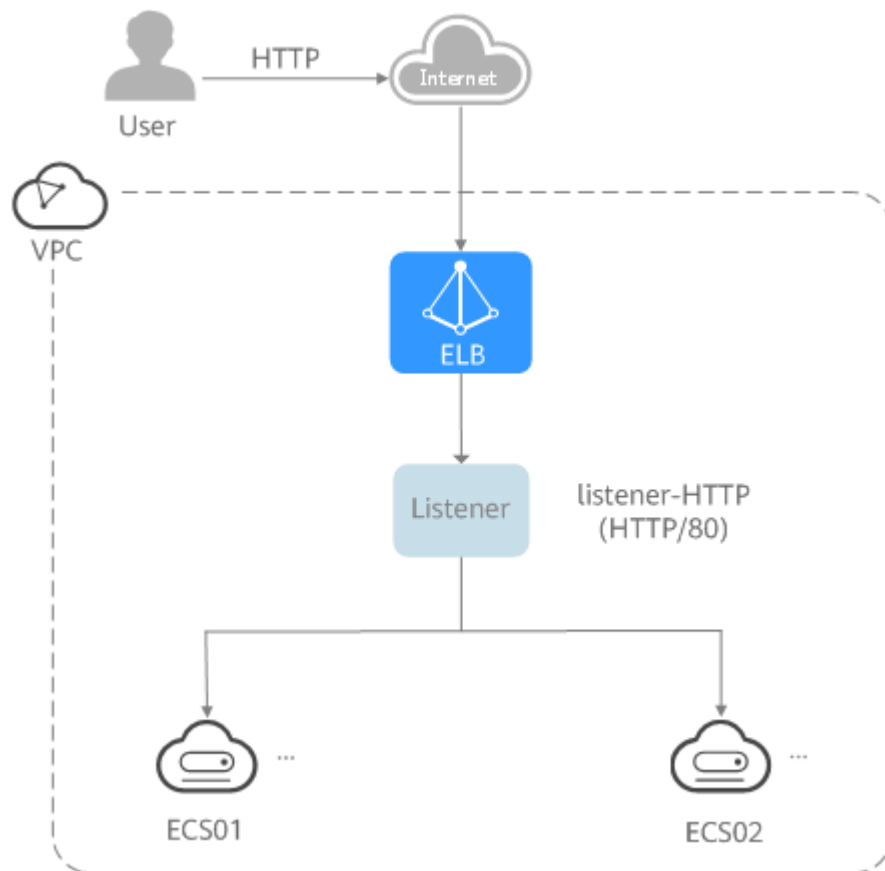 HTTP
Internet
User
VPC
ELB
Listener
listener-HTTP
(HTTP/80)
...
...
ECS01
ECS02